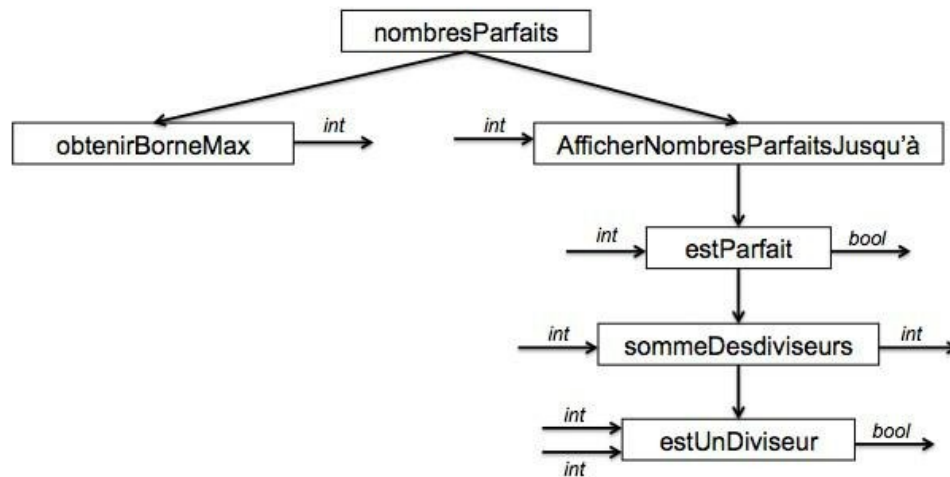 nombresParfaits
obtenirBorneMax
int
int
AfficherNombresParfaitsJusqu'à
int
estParfait
bool
int
sommeDesdiviseurs
int
int
estUnDiviseur
bool
int